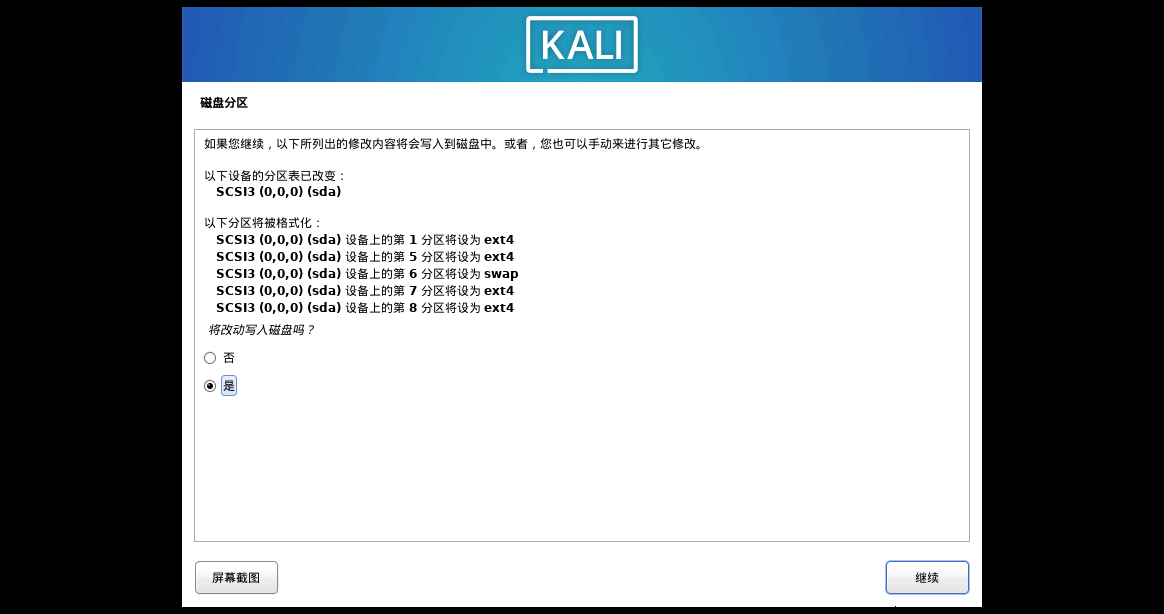 KALI
磁盘分区
如果您继续，以下所列出的修改内容将会写入到磁盘中。或者，您也可以手动来进行其它修改。
以下设备的分区表已改变：
SCSI3 (0,0,0) (sda)
以下分区将被格式化：
SCSI3 (0,0,0) (sda) 设备上的第 1 分区将设为 ext4
SCSI3 (0,0,0) (sda) 设备上的第 5 分区将设为 ext4
SCSI3 (0,0,0) (sda) 设备上的第 6 分区将设为 swap
SCSI3 (0,0,0) (sda) 设备上的第 7 分区将设为 ext4
SCSI3 (0,0,0) (sda) 设备上的第 8 分区将设为 ext4
将改动写入磁盘吗？
否
是
屏幕截图
继续